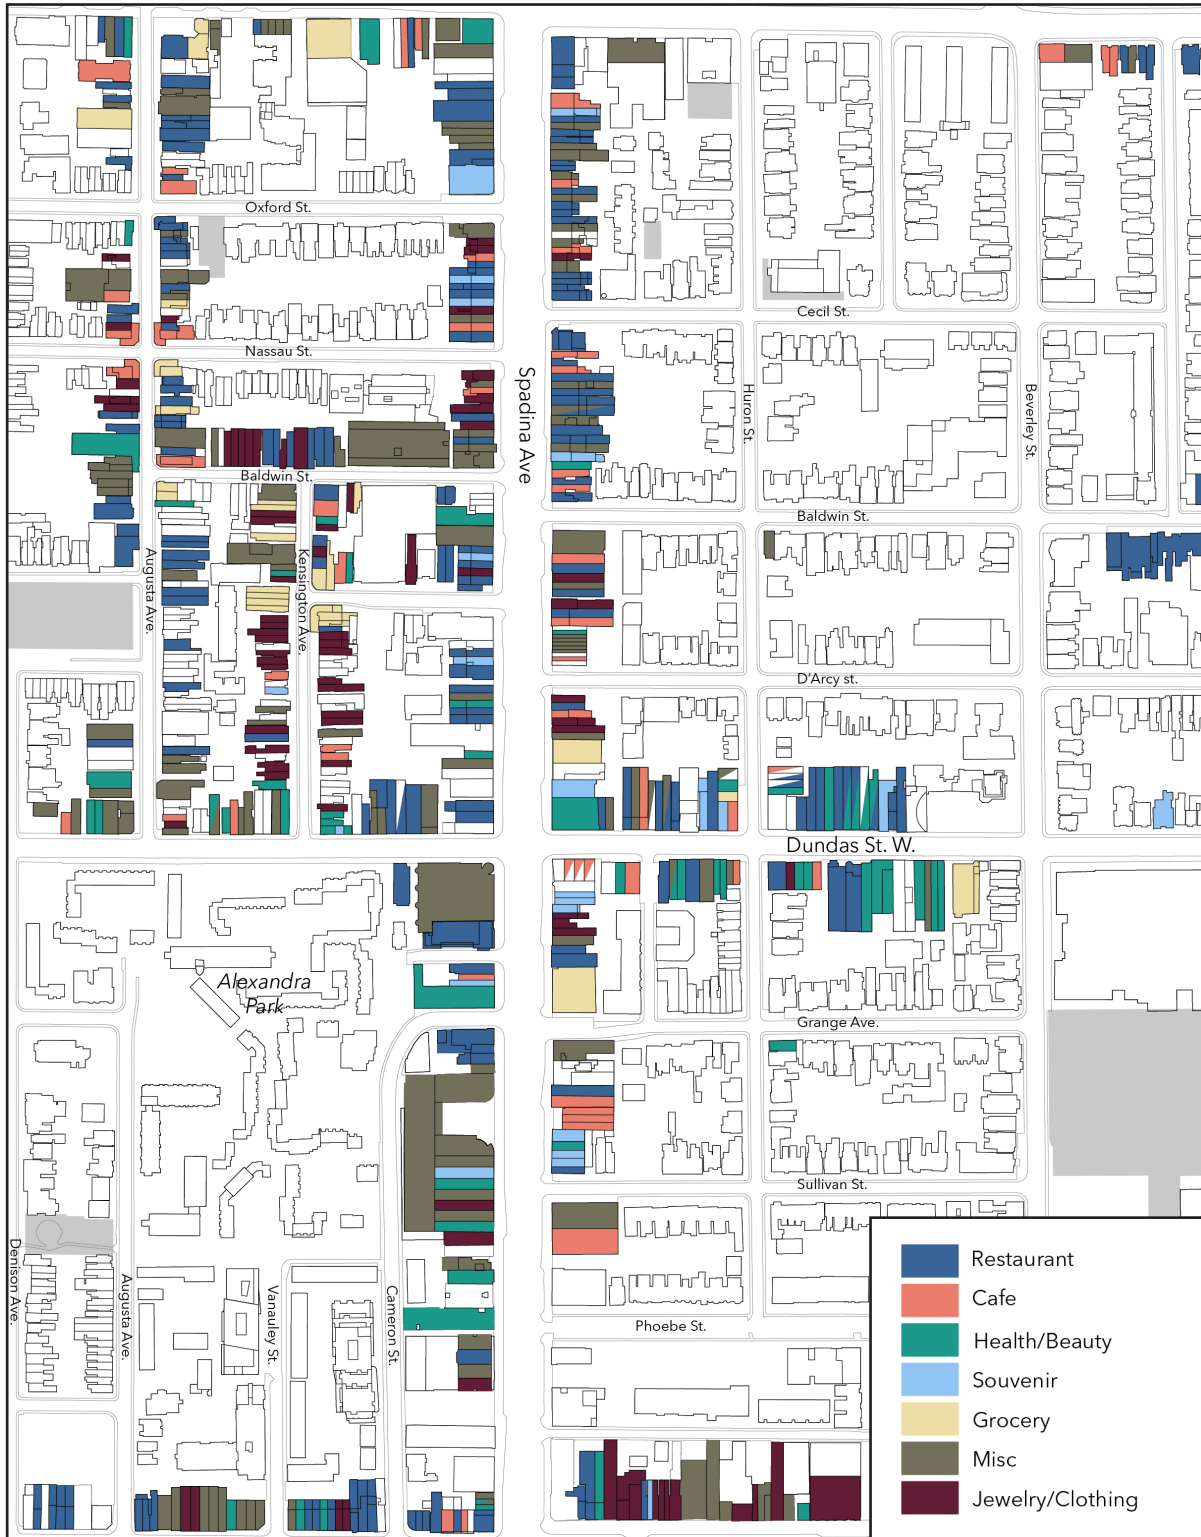 Oxford St.
Cecil St.
Nassau St.
Spadina Ave
Huron St.
Beverley St.
Baldwin St.
Baldwin St.
Augusta Ave.
Kensington Ave.
D'Arcy st.
Dundas St. W.
Alexandra
Park
Grange Ave.
Sullivan St.
Denison Ave.
Augusta Ave.
Vanauley St.
Cameron St.
Phoebe St.
Restaurant
Cafe
Health/Beauty
Souvenir
Grocery
Misc
Jewelry/Clothing